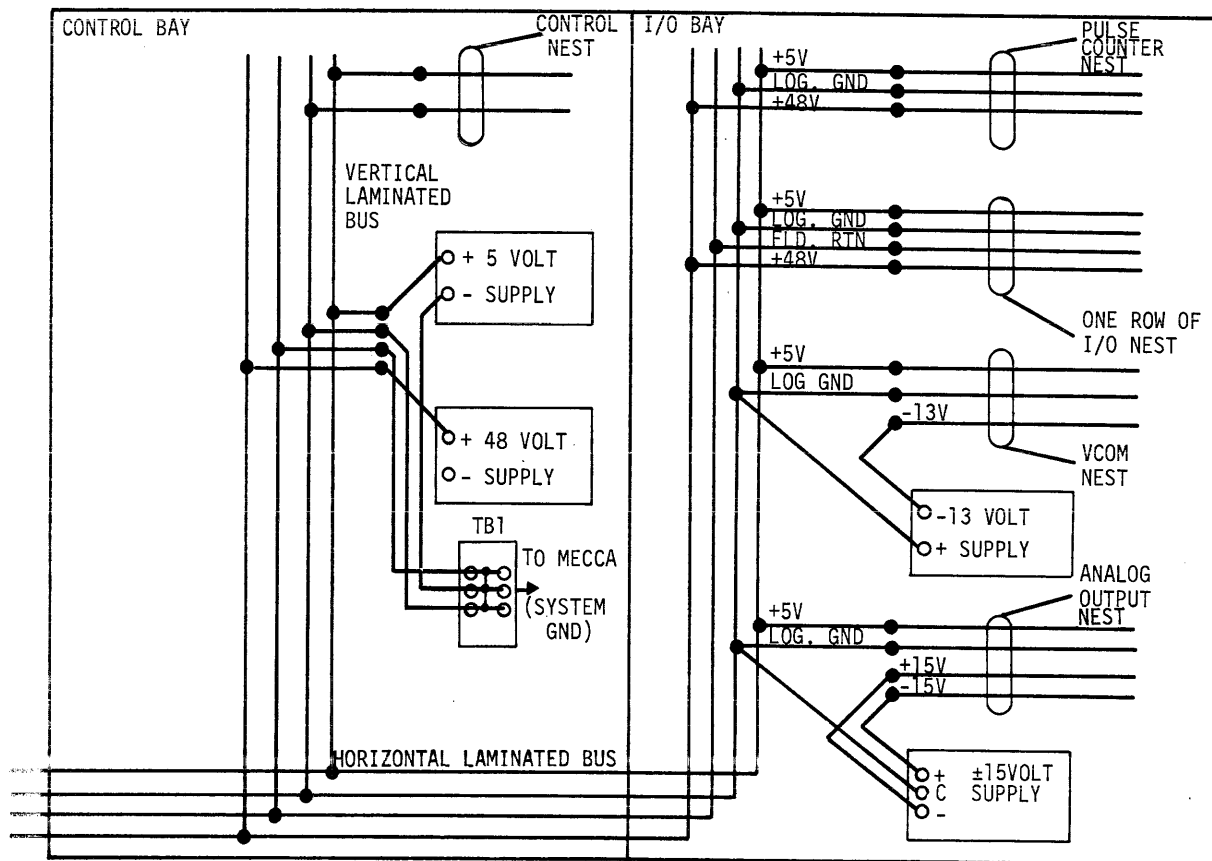 CONTROL BAY
CONTROL
NEST
VERTICAL
LAMINATED
BUS
+ 5 VOLT
- SUPPLY
+ 48 VOLT
- SUPPLY
TB1
TO MECCA
(SYSTEM
GND)
HORIZONTAL LAMINATED BUS
I/O BAY
PULSE
COUNTER
NEST
+5V
LOG. GND
+48V
+5V
LOG. GND
FLD. RTN
+48V
ONE ROW OF
I/O NEST
+5V
LOG GND
-13V
VCOM
NEST
-13 VOLT
+ SUPPLY
ANALOG
OUTPUT
NEST
+5V
LOG. GND
+15V
-15V
+ ±15VOLT
C SUPPLY
-